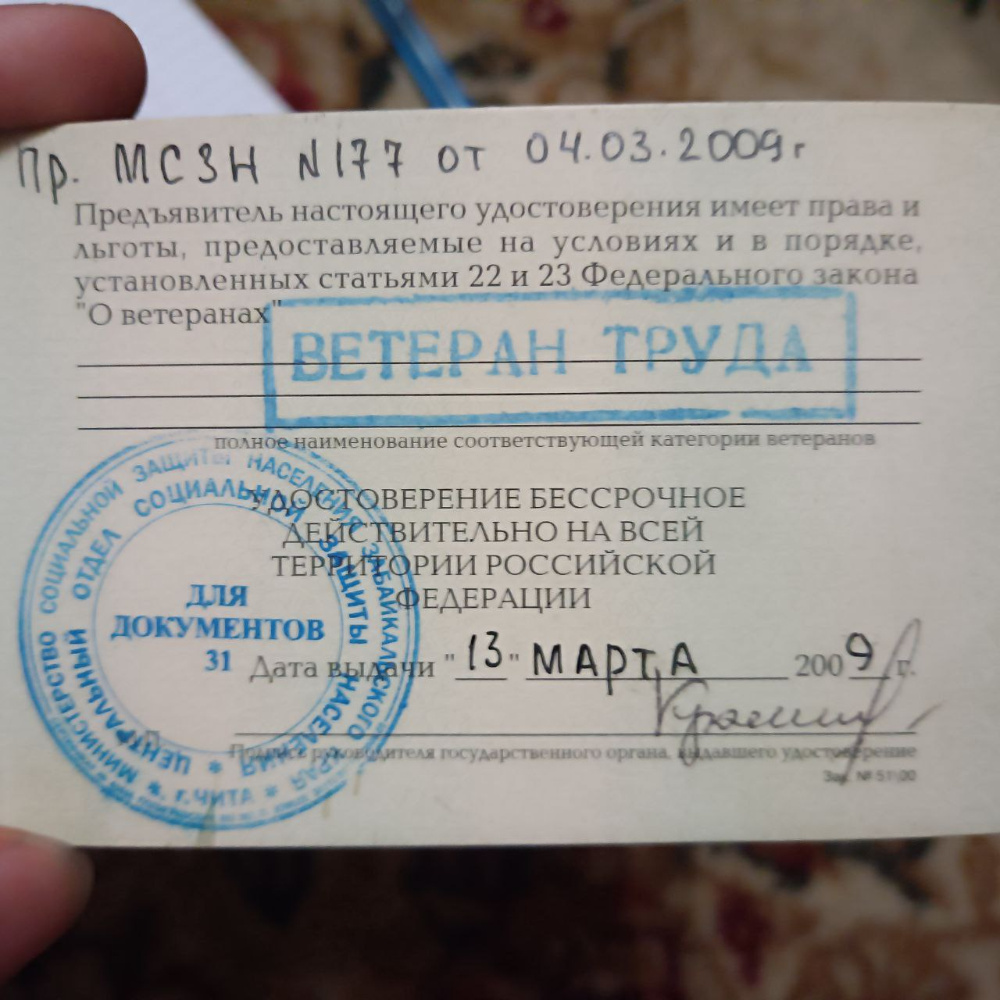 Пр. МСЗН N177 от 04.03.2009г
Предъявитель настоящего удостоверения имеет права и
льготы, предоставляемые на условиях и в порядке,
установленных статьями 22 и 23 Федерального закона
"О ветеранах"
ВЕТЕРАН ТРУДА
полное наименование соответствующей категории ветеранов
УДОСТОВЕРЕНИЕ БЕССРОЧНОЕ
ДЕЙСТВИТЕЛЬНО НА ВСЕЙ
ТЕРРИТОРИИ РОССИЙСКОЙ
ФЕДЕРАЦИИ
Дата выдачи "13" МАРТА 2009 г.
Подпись руководителя государственного органа, выдавшего удостоверение
Зак. № 5100
МИНИСТЕРСТВО СОЦИАЛЬНОЙ ЗАЩИТЫ НАСЕЛЕНИЯ ЗАБАЙКАЛЬСКОГО КРАЯ * г. ЧИТА *
ЦЕНТРАЛЬНЫЙ ОТДЕЛ СОЦИАЛЬНОЙ ЗАЩИТЫ НАСЕЛЕНИЯ *
ДЛЯ
ДОКУМЕНТОВ
31